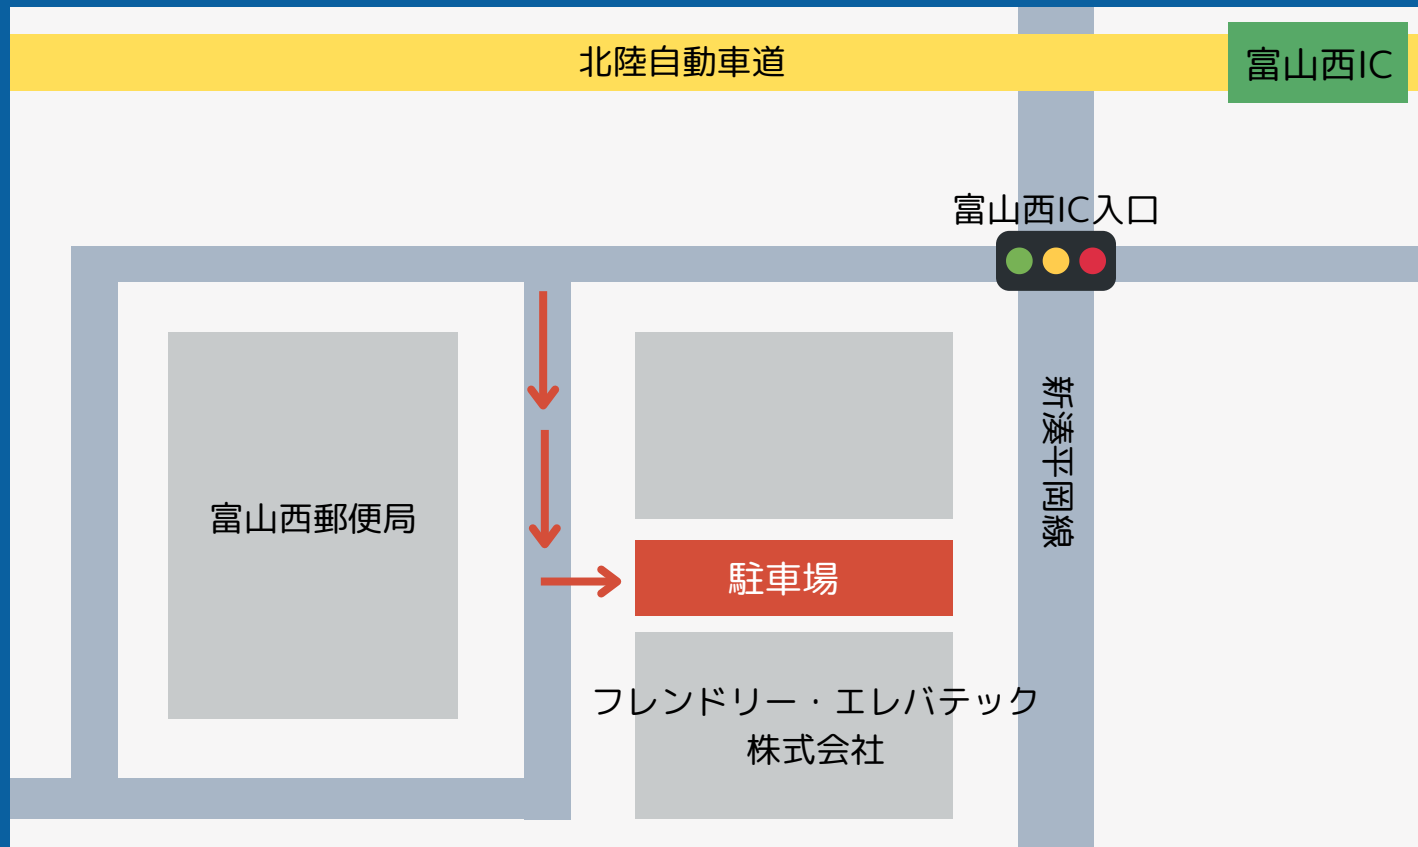 北陸自動車道
富山西IC
富山西IC入口
新湊平岡線
富山西郵便局
駐車場
フレンドリー・エレバテック
株式会社